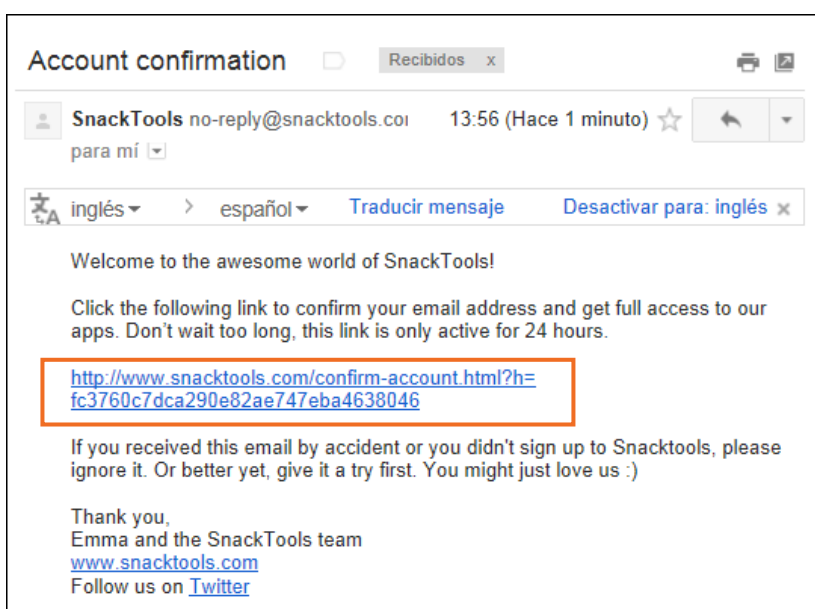 Account confirmation Recibidos x
SnackTools no-reply@snacktools.co 13:56 (Hace 1 minuto)
para mí
inglés > español Traducir mensaje Desactivar para: inglés x
Welcome to the awesome world of SnackTools!
Click the following link to confirm your email address and get full access to our
apps. Don't wait too long, this link is only active for 24 hours.
http://www.snacktools.com/confirm-account.html?h=
fc3760c7dca290e82ae747eba4638046
If you received this email by accident or you didn't sign up to Snacktools, please
ignore it. Or better yet, give it a try first. You might just love us :)
Thank you,
Emma and the SnackTools team
www.snacktools.com
Follow us on Twitter